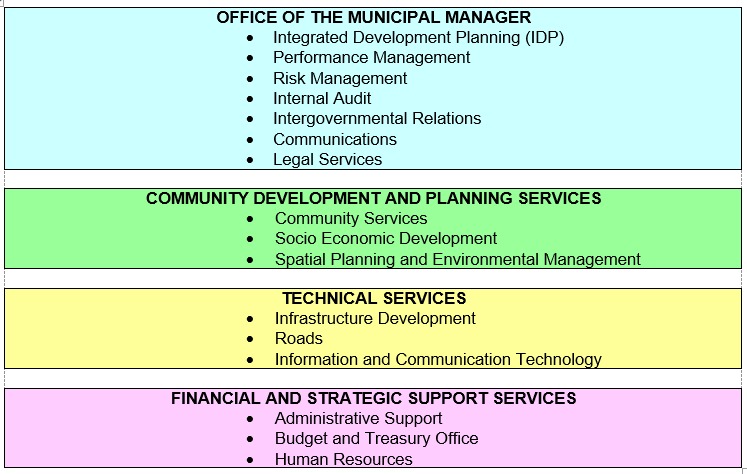 OFFICE OF THE MUNICIPAL MANAGER
• Integrated Development Planning (IDP)
• Performance Management
• Risk Management
• Internal Audit
• Intergovernmental Relations
• Communications
• Legal Services
COMMUNITY DEVELOPMENT AND PLANNING SERVICES
• Community Services
• Socio Economic Development
• Spatial Planning and Environmental Management
TECHNICAL SERVICES
• Infrastructure Development
• Roads
• Information and Communication Technology
FINANCIAL AND STRATEGIC SUPPORT SERVICES
• Administrative Support
• Budget and Treasury Office
• Human Resources